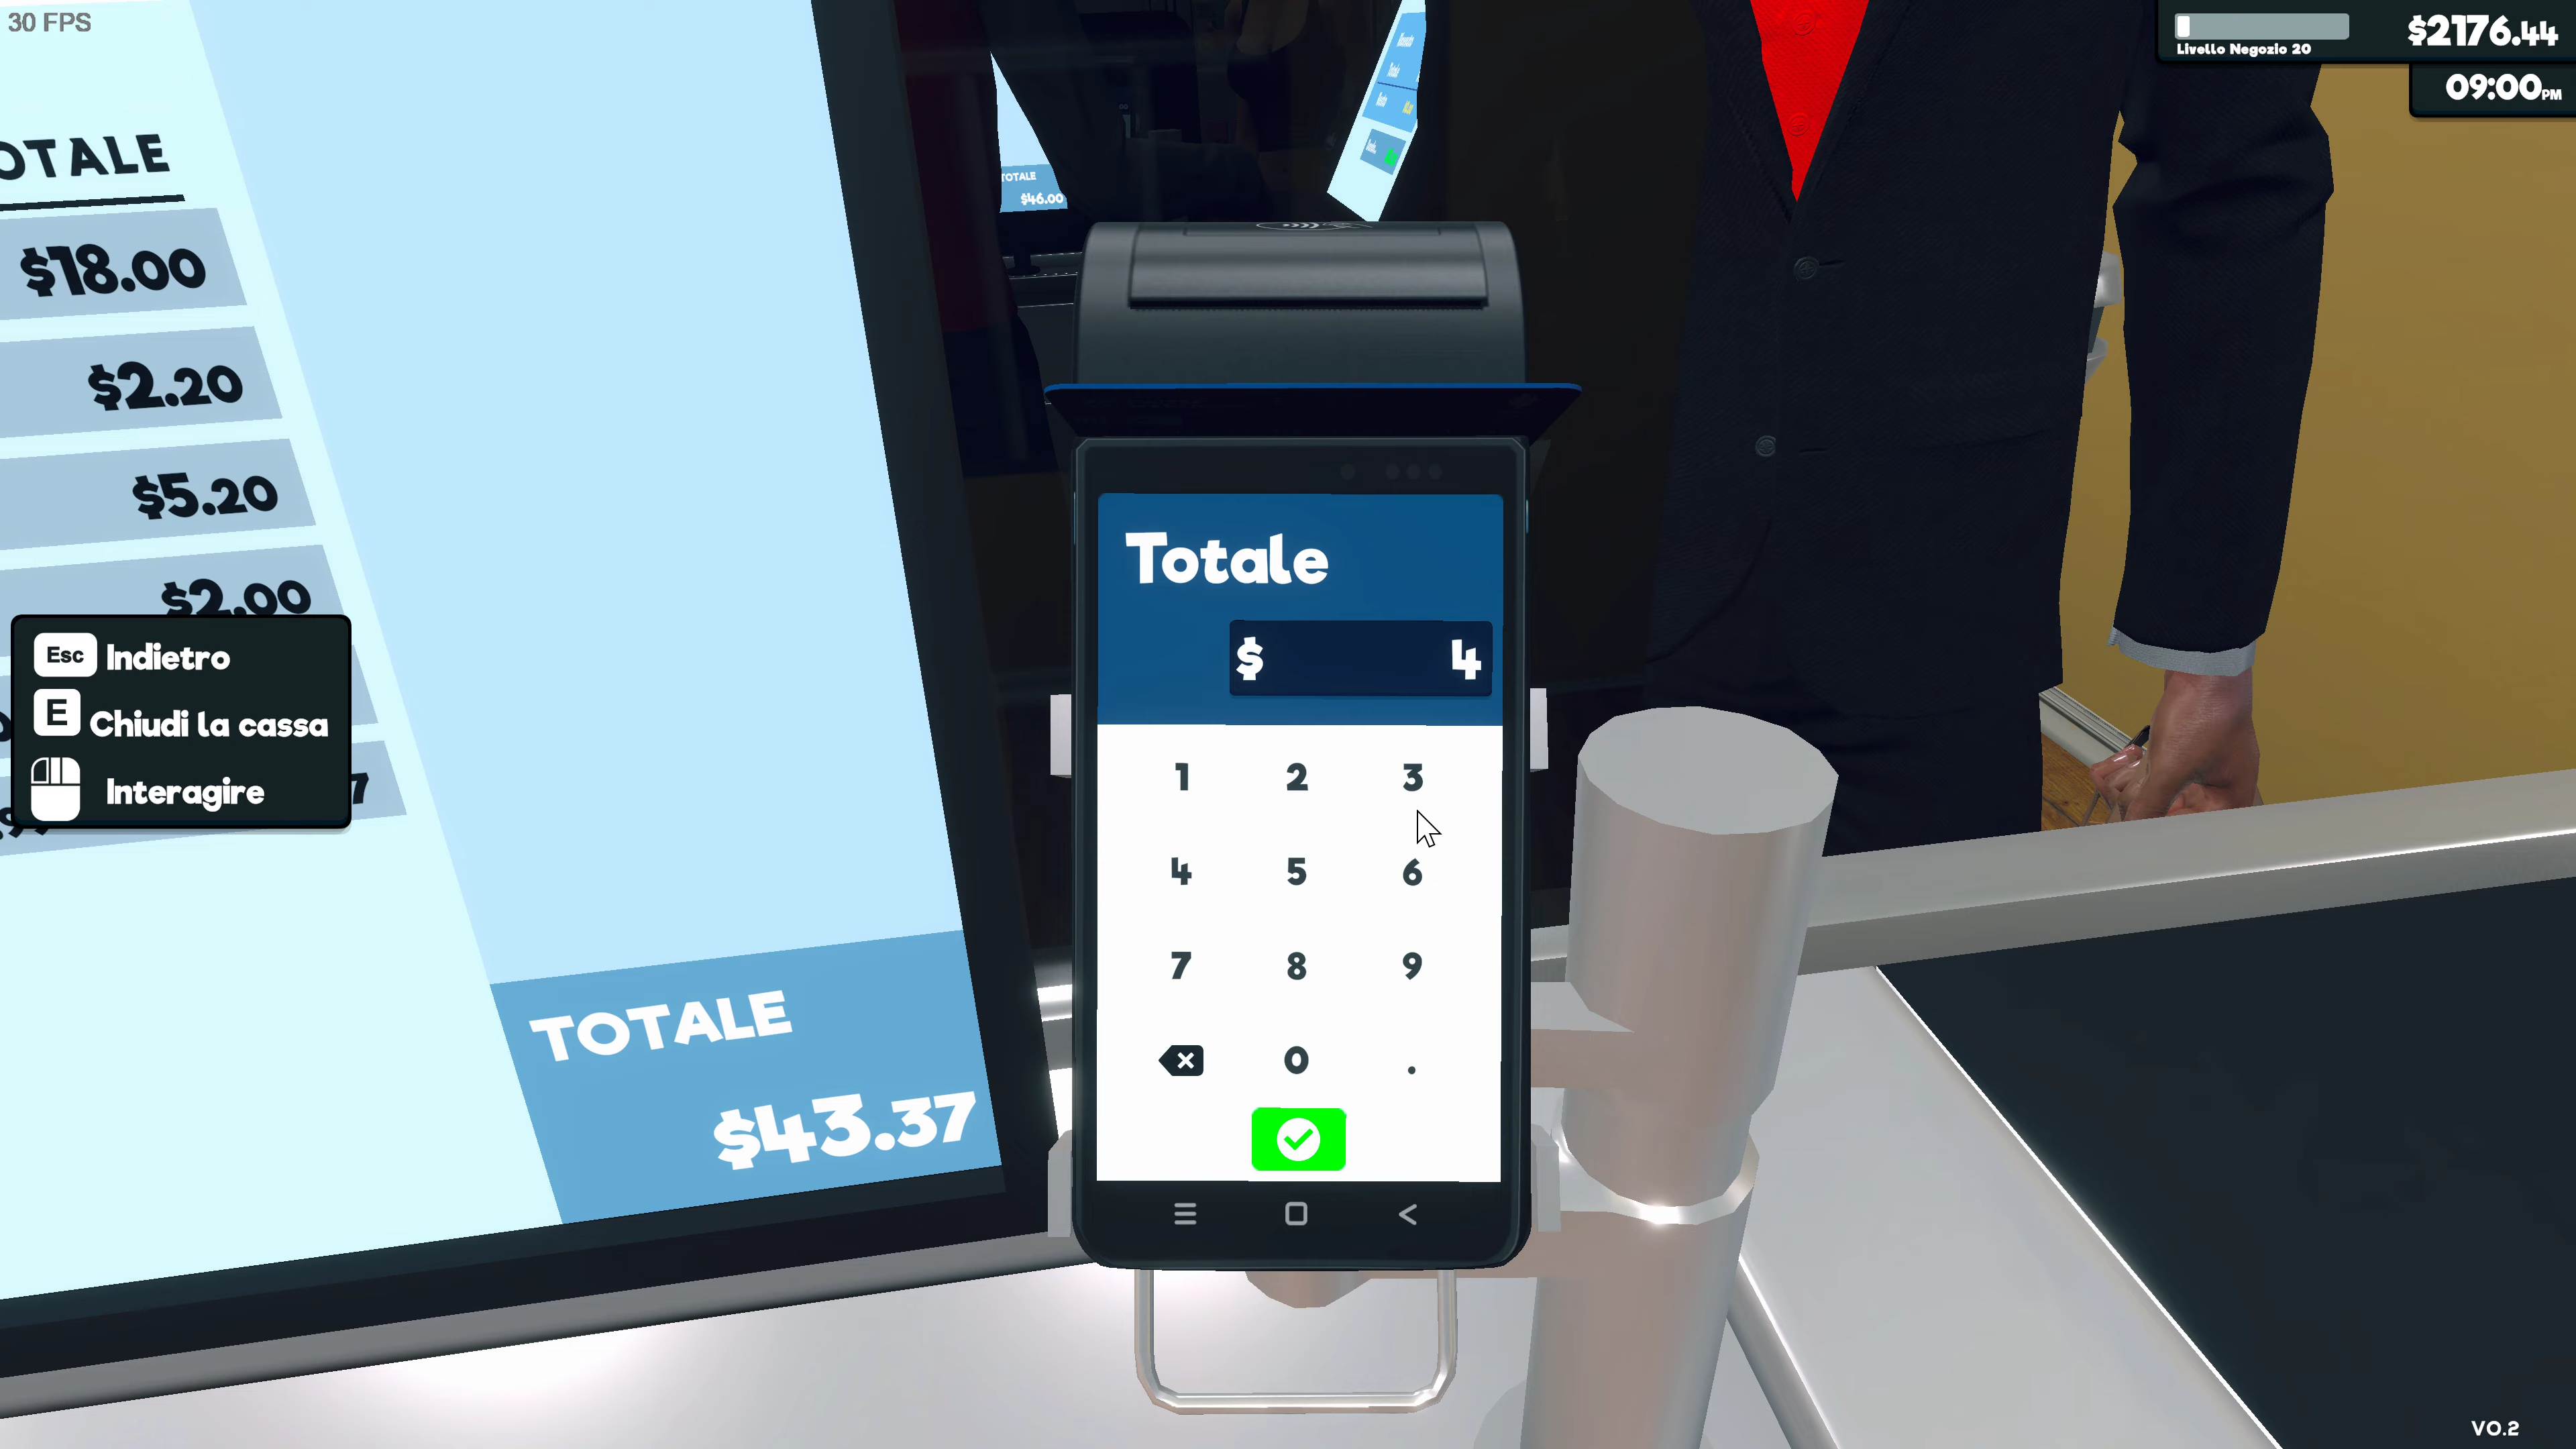 30 FPS
$2176.44
Livello Negozio 20
09:00PM
OTALE
$18.00
$2.20
$5.20
$2.00
7
Esc Indietro
E Chiudi la cassa
Interagire
TOTALE
$43.37
TOTALE
$46.00
Totale
$ 4
1 2 3
4 5 6
7 8 9
0 .
V0.2